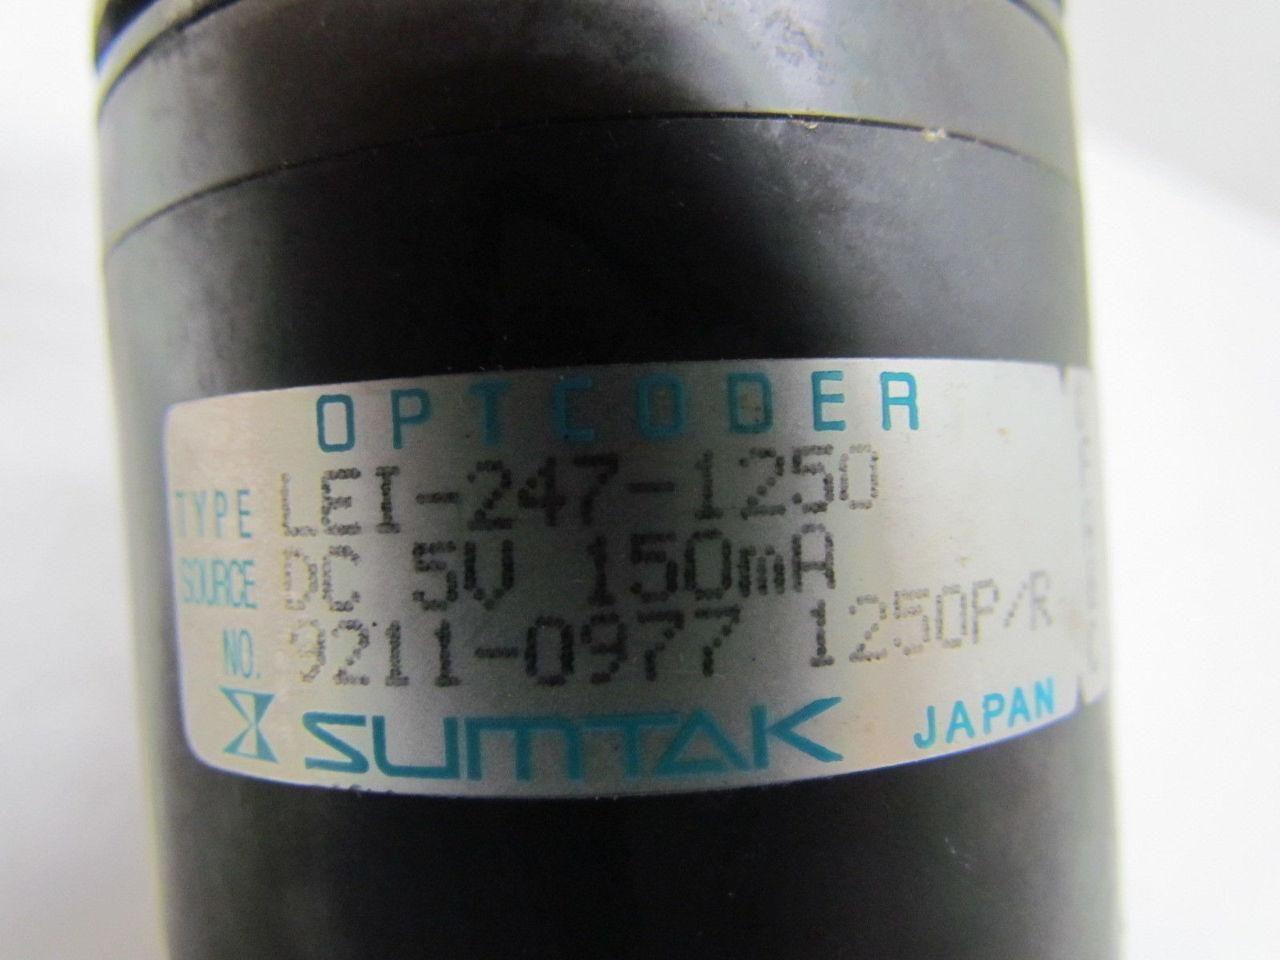 OPTCODER
TYPE LEI-247-1250
SOURCE DC 5V 150mA
NO. 9211-0977 1250P/R
SUMTAK JAPAN